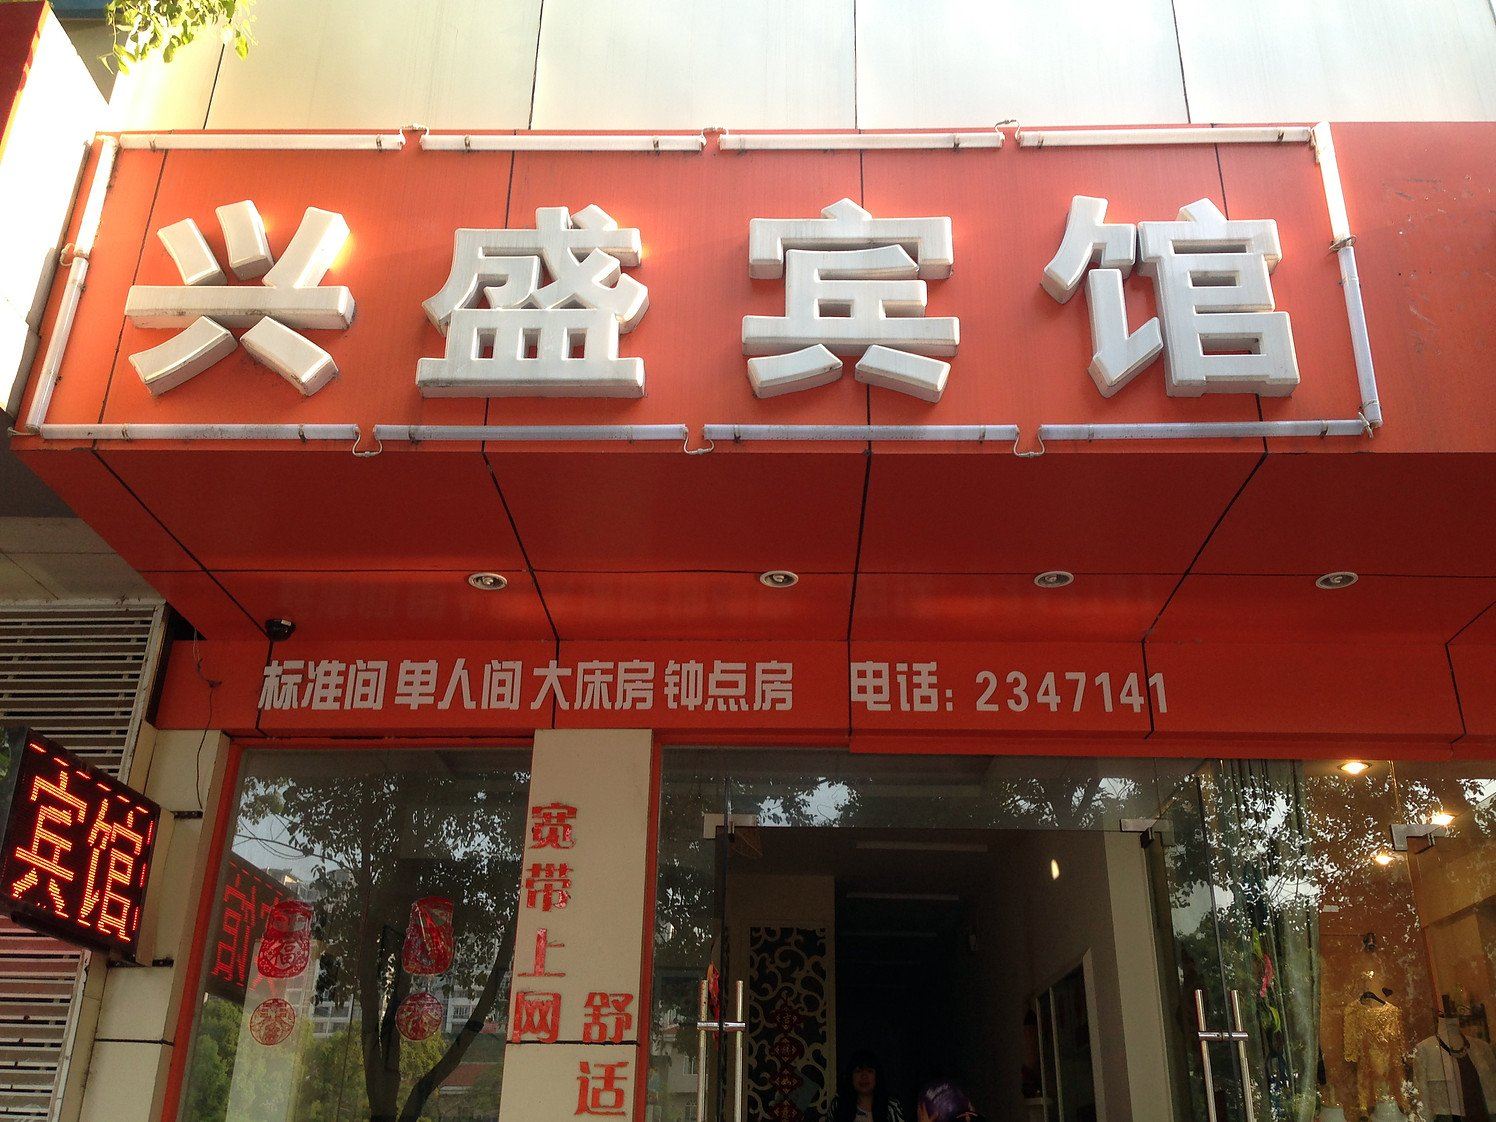 兴盛宾馆
标准间 单人间 大床房 钟点房 电话: 2347141
宾馆
宽带上网
舒适
福